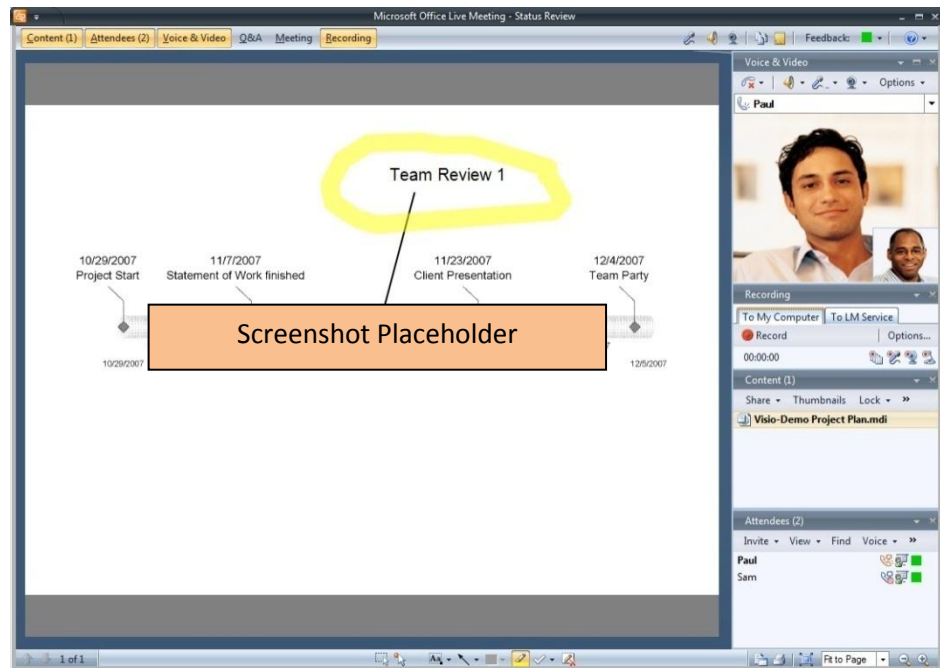 Microsoft Office Live Meeting - Status Review
Content (1) Attendees (2) Voice & Video Q&A Meeting Recording Feedback:
Voice & Video
Options
Paul
Team Review 1
10/29/2007 11/7/2007 11/23/2007 12/4/2007
Project Start Statement of Work finished Client Presentation Team Party
Screenshot Placeholder
10/29/2007 12/5/2007
Recording
To My Computer To LM Service
Record Options...
00:00:00
Content (1)
Share Thumbnails Lock »
Visio-Demo Project Plan.mdi
Attendees (2)
Invite View Find Voice »
Paul
Sam
1 of 1 Aa Fit to Page